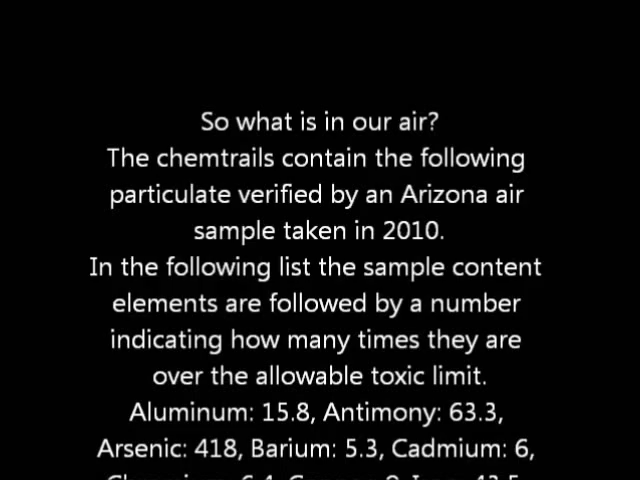 So what is in our air?
The chemtrails contain the following
particulate verified by an Arizona air
sample taken in 2010.
In the following list the sample content
elements are followed by a number
indicating how many times they are
over the allowable toxic limit.
Aluminum: 15.8, Antimony: 63.3,
Arsenic: 418, Barium: 5.3, Cadmium: 6,